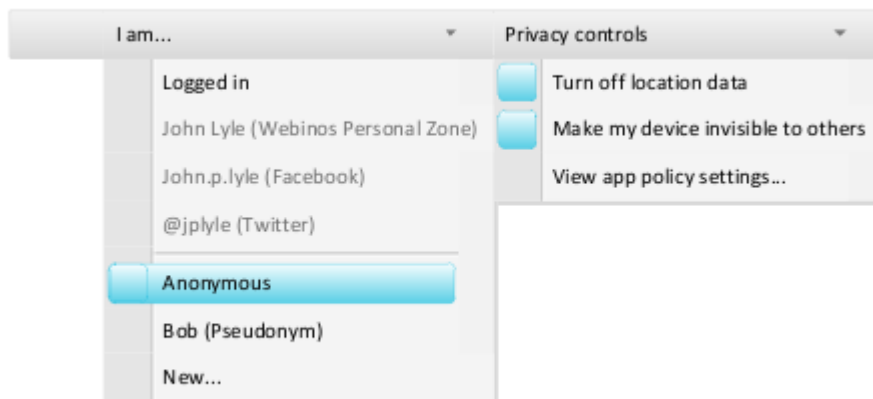 I am...
Logged in
John Lyle (Webinos Personal Zone)
John.p.lyle (Facebook)
@jplyle (Twitter)
Anonymous
Bob (Pseudonym)
New...
Privacy controls
Turn off location data
Make my device invisible to others
View app policy settings...